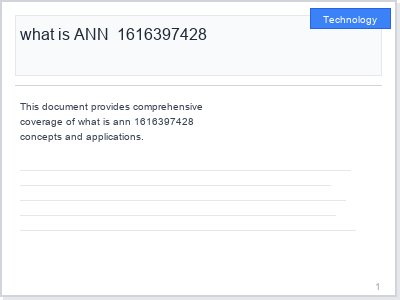 Technology
what is ANN  1616397428
This document provides comprehensive
coverage of what is ann 1616397428
concepts and applications.
1